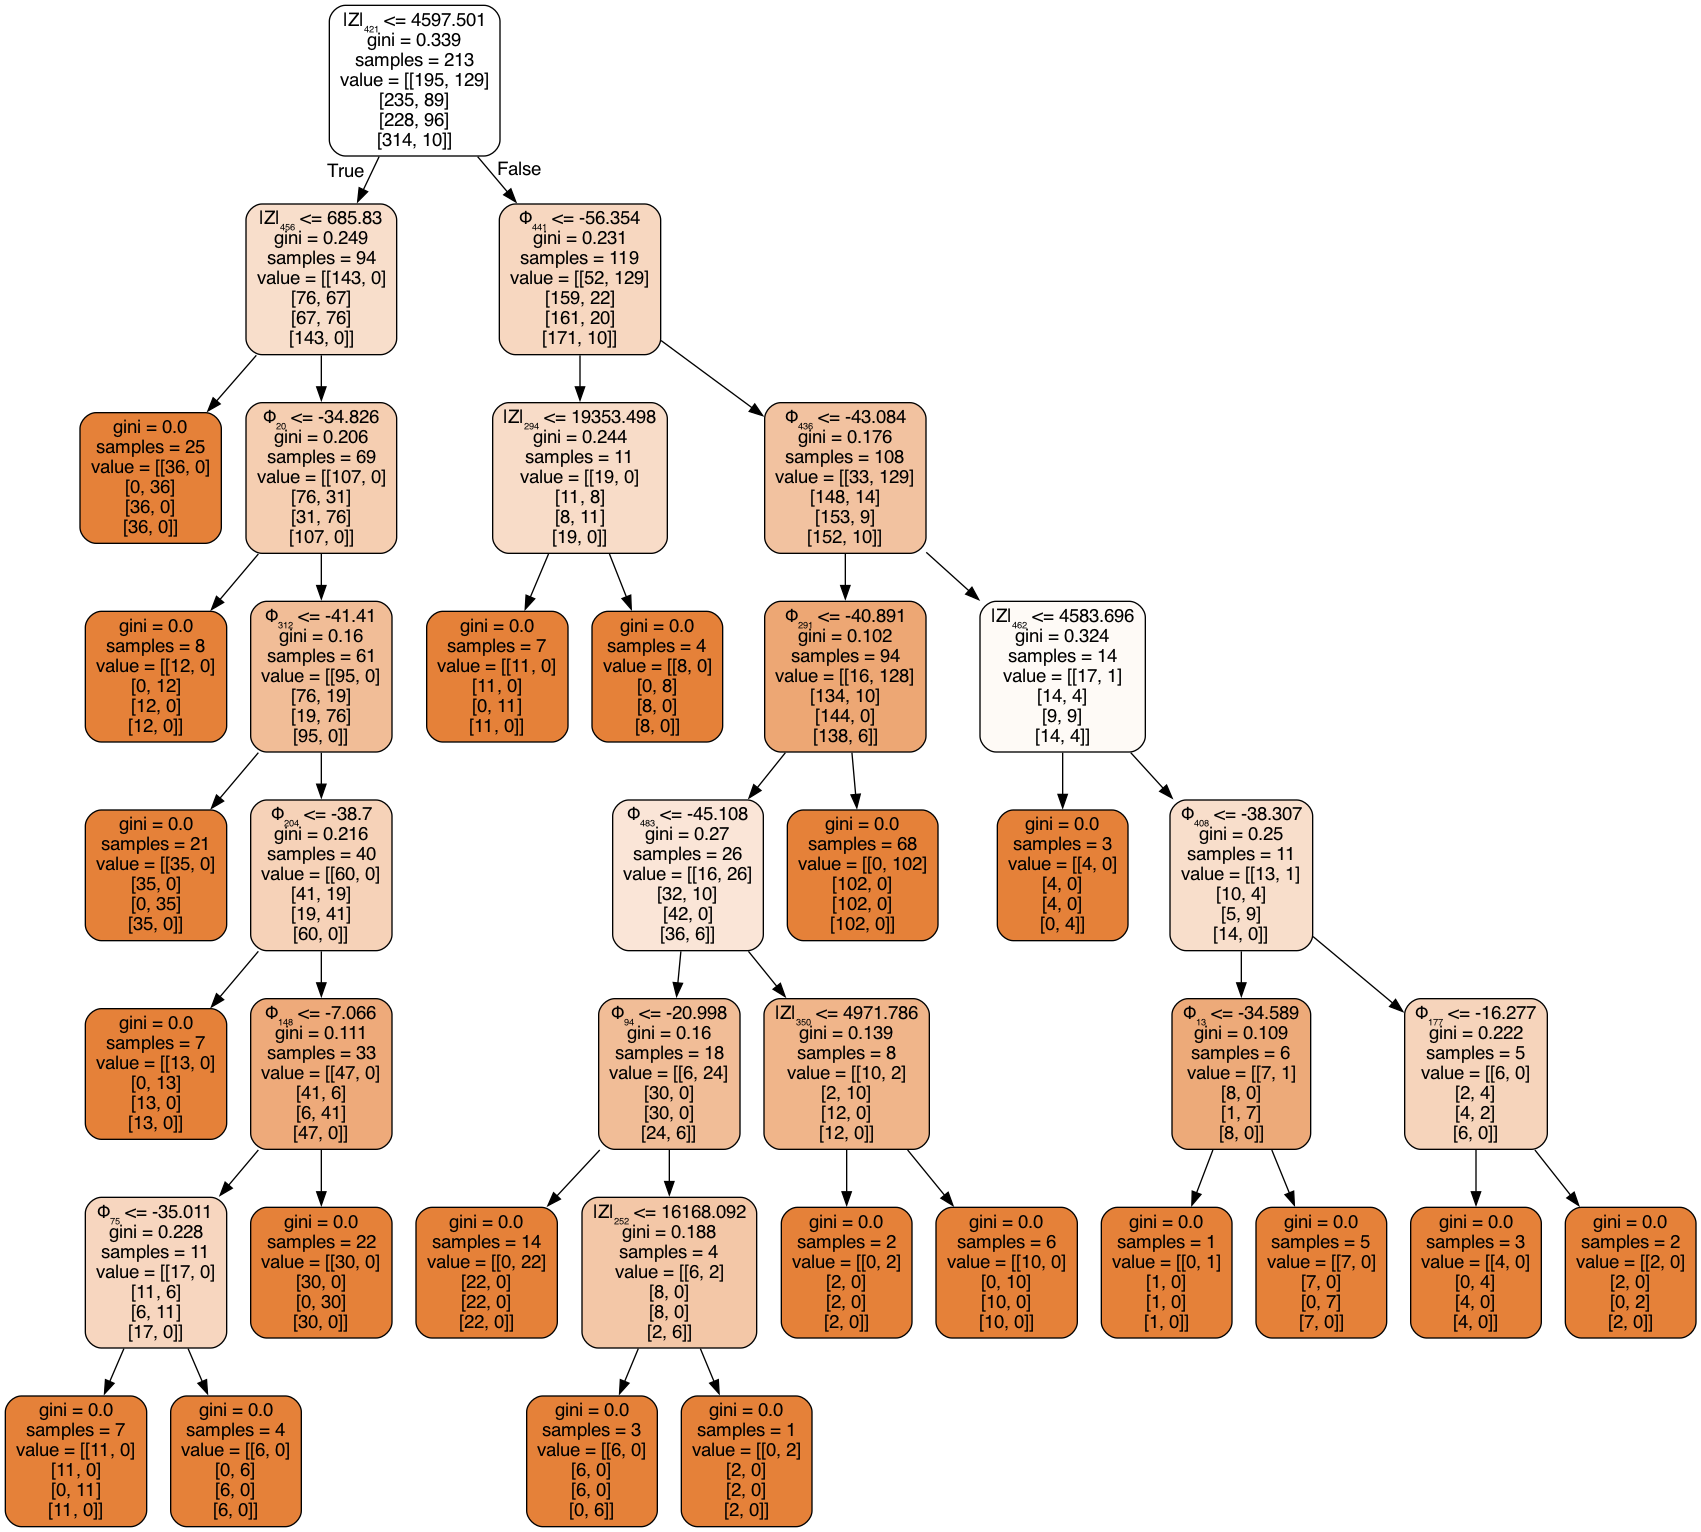 |Z|421 <= 4597.501
gini = 0.339
samples = 213
value = [[195, 129]
[235, 89]
[228, 96]
[314, 10]]
True
False
|Z|456 <= 685.83
gini = 0.249
samples = 94
value = [[143, 0]
[76, 67]
[67, 76]
[143, 0]]
Φ441 <= -56.354
gini = 0.231
samples = 119
value = [[52, 129]
[159, 22]
[161, 20]
[171, 10]]
gini = 0.0
samples = 25
value = [[36, 0]
[0, 36]
[36, 0]
[36, 0]]
Φ20 <= -34.826
gini = 0.206
samples = 69
value = [[107, 0]
[76, 31]
[31, 76]
[107, 0]]
|Z|294 <= 19353.498
gini = 0.244
samples = 11
value = [[19, 0]
[11, 8]
[8, 11]
[19, 0]]
Φ436 <= -43.084
gini = 0.176
samples = 108
value = [[33, 129]
[148, 14]
[153, 9]
[152, 10]]
gini = 0.0
samples = 8
value = [[12, 0]
[0, 12]
[12, 0]
[12, 0]]
Φ312 <= -41.41
gini = 0.16
samples = 61
value = [[95, 0]
[76, 19]
[19, 76]
[95, 0]]
gini = 0.0
samples = 7
value = [[11, 0]
[11, 0]
[0, 11]
[11, 0]]
gini = 0.0
samples = 4
value = [[8, 0]
[0, 8]
[8, 0]
[8, 0]]
Φ291 <= -40.891
gini = 0.102
samples = 94
value = [[16, 128]
[134, 10]
[144, 0]
[138, 6]]
|Z|462 <= 4583.696
gini = 0.324
samples = 14
value = [[17, 1]
[14, 4]
[9, 9]
[14, 4]]
gini = 0.0
samples = 21
value = [[35, 0]
[35, 0]
[0, 35]
[35, 0]]
Φ204 <= -38.7
gini = 0.216
samples = 40
value = [[60, 0]
[41, 19]
[19, 41]
[60, 0]]
Φ483 <= -45.108
gini = 0.27
samples = 26
value = [[16, 26]
[32, 10]
[42, 0]
[36, 6]]
gini = 0.0
samples = 68
value = [[0, 102]
[102, 0]
[102, 0]
[102, 0]]
gini = 0.0
samples = 3
value = [[4, 0]
[4, 0]
[4, 0]
[0, 4]]
Φ408 <= -38.307
gini = 0.25
samples = 11
value = [[13, 1]
[10, 4]
[5, 9]
[14, 0]]
gini = 0.0
samples = 7
value = [[13, 0]
[0, 13]
[13, 0]
[13, 0]]
Φ148 <= -7.066
gini = 0.111
samples = 33
value = [[47, 0]
[41, 6]
[6, 41]
[47, 0]]
Φ94 <= -20.998
gini = 0.16
samples = 18
value = [[6, 24]
[30, 0]
[30, 0]
[24, 6]]
|Z|350 <= 4971.786
gini = 0.139
samples = 8
value = [[10, 2]
[2, 10]
[12, 0]
[12, 0]]
Φ13 <= -34.589
gini = 0.109
samples = 6
value = [[7, 1]
[8, 0]
[1, 7]
[8, 0]]
Φ177 <= -16.277
gini = 0.222
samples = 5
value = [[6, 0]
[2, 4]
[4, 2]
[6, 0]]
Φ75 <= -35.011
gini = 0.228
samples = 11
value = [[17, 0]
[11, 6]
[6, 11]
[17, 0]]
gini = 0.0
samples = 22
value = [[30, 0]
[30, 0]
[0, 30]
[30, 0]]
gini = 0.0
samples = 14
value = [[0, 22]
[22, 0]
[22, 0]
[22, 0]]
|Z|252 <= 16168.092
gini = 0.188
samples = 4
value = [[6, 2]
[8, 0]
[8, 0]
[2, 6]]
gini = 0.0
samples = 2
value = [[0, 2]
[2, 0]
[2, 0]
[2, 0]]
gini = 0.0
samples = 6
value = [[10, 0]
[0, 10]
[10, 0]
[10, 0]]
gini = 0.0
samples = 1
value = [[0, 1]
[1, 0]
[1, 0]
[1, 0]]
gini = 0.0
samples = 5
value = [[7, 0]
[7, 0]
[0, 7]
[7, 0]]
gini = 0.0
samples = 3
value = [[4, 0]
[0, 4]
[4, 0]
[4, 0]]
gini = 0.0
samples = 2
value = [[2, 0]
[2, 0]
[0, 2]
[2, 0]]
gini = 0.0
samples = 7
value = [[11, 0]
[11, 0]
[0, 11]
[11, 0]]
gini = 0.0
samples = 4
value = [[6, 0]
[0, 6]
[6, 0]
[6, 0]]
gini = 0.0
samples = 3
value = [[6, 0]
[6, 0]
[6, 0]
[0, 6]]
gini = 0.0
samples = 1
value = [[0, 2]
[2, 0]
[2, 0]
[2, 0]]